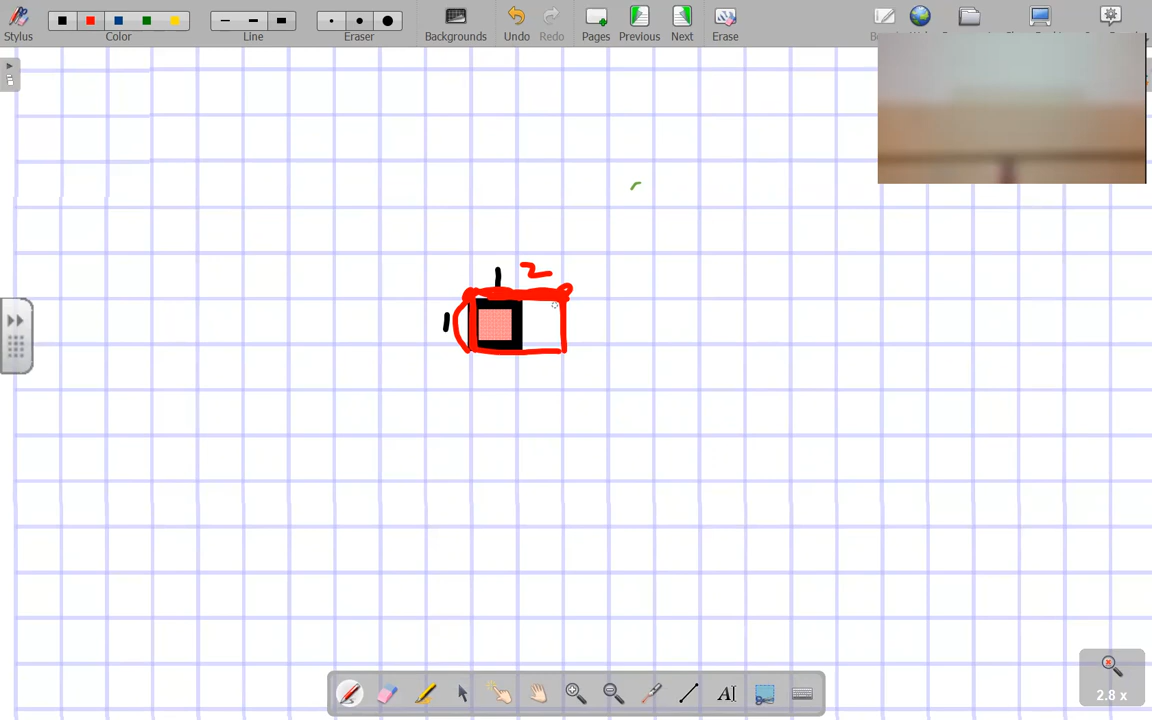 Stylus
Color
Line
Eraser
Backgrounds
Undo
Redo
Pages
Previous
Next
Erase
1 2
1
A
2.8 x